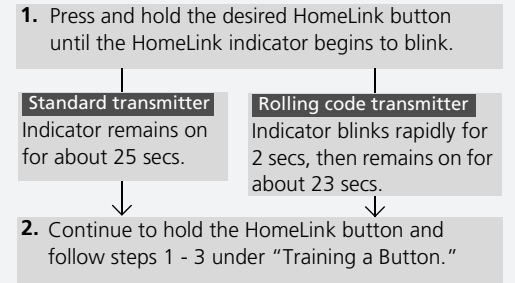 1. Press and hold the desired HomeLink button
until the HomeLink indicator begins to blink.
Standard transmitter
Indicator remains on
for about 25 secs.
Rolling code transmitter
Indicator blinks rapidly for
2 secs, then remains on for
about 23 secs.
2. Continue to hold the HomeLink button and
follow steps 1 - 3 under “Training a Button.”